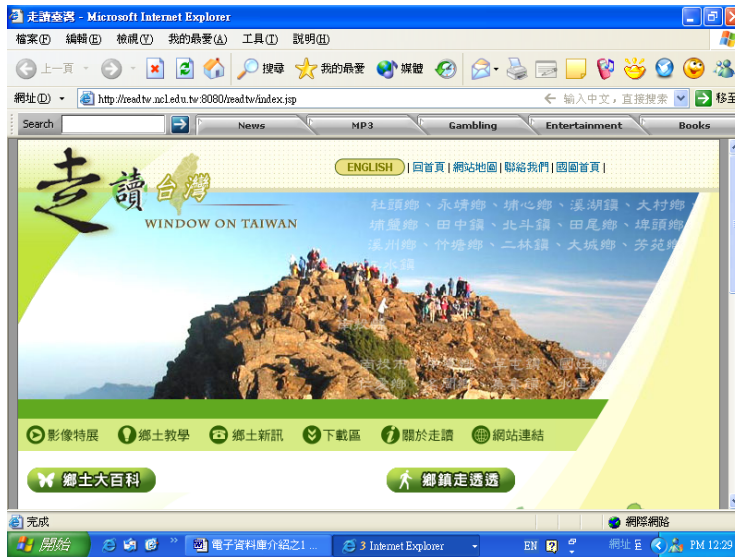 走讀臺灣 - Microsoft Internet Explorer
檔案(F) 編輯(E) 檢視(V) 我的最愛(A) 工具(T) 說明(H)
上一頁 搜尋 我的最愛 媒體
網址(D) http://readtw.ncl.edu.tw:8080/readtw/index.jsp 輸入中文，直接搜索 移至
Search News MP3 Gambling Entertainment Books
走讀台灣
WINDOW ON TAIWAN
ENGLISH | 回首頁 | 網站地圖 | 聯絡我們 | 國圖首頁 |
社頭鄉、永靖鄉、埔心鄉、溪湖鎮、大村鄉、
埔鹽鄉、田中鎮、北斗鎮、田尾鄉、埤頭鄉
溪州鄉、竹塘鄉、二林鎮、大城鄉、芳苑鄉
影像特展 鄉土教學 鄉土新訊 下載區 關於走讀 網站連結
鄉土大百科 鄉鎮走透透
完成 網際網路
開始 電子資料庫介紹之1 ... 3 Internet Explorer EN 網址 PM 12:29